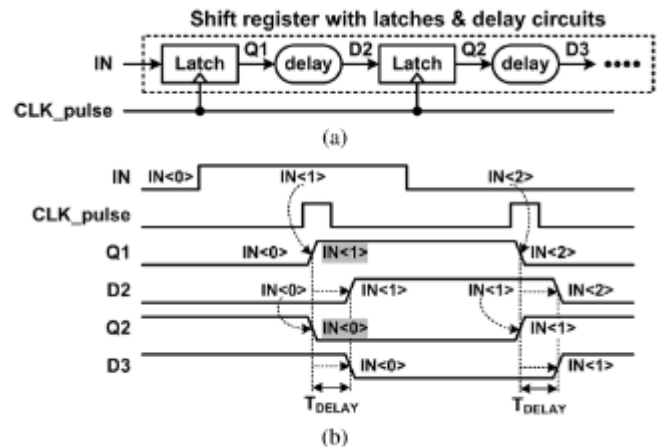 Shift register with latches & delay circuits
IN Latch Q1 delay D2 Latch Q2 delay D3
CLK_pulse
(a)
IN IN<0> IN<1> IN<2>
CLK_pulse
Q1 IN<0> IN<1> IN<2>
D2 IN<0> IN<1> IN<1> IN<2>
Q2 IN<0> IN<1>
D3 IN<0> IN<1>
TDELAY TDELAY
(b)